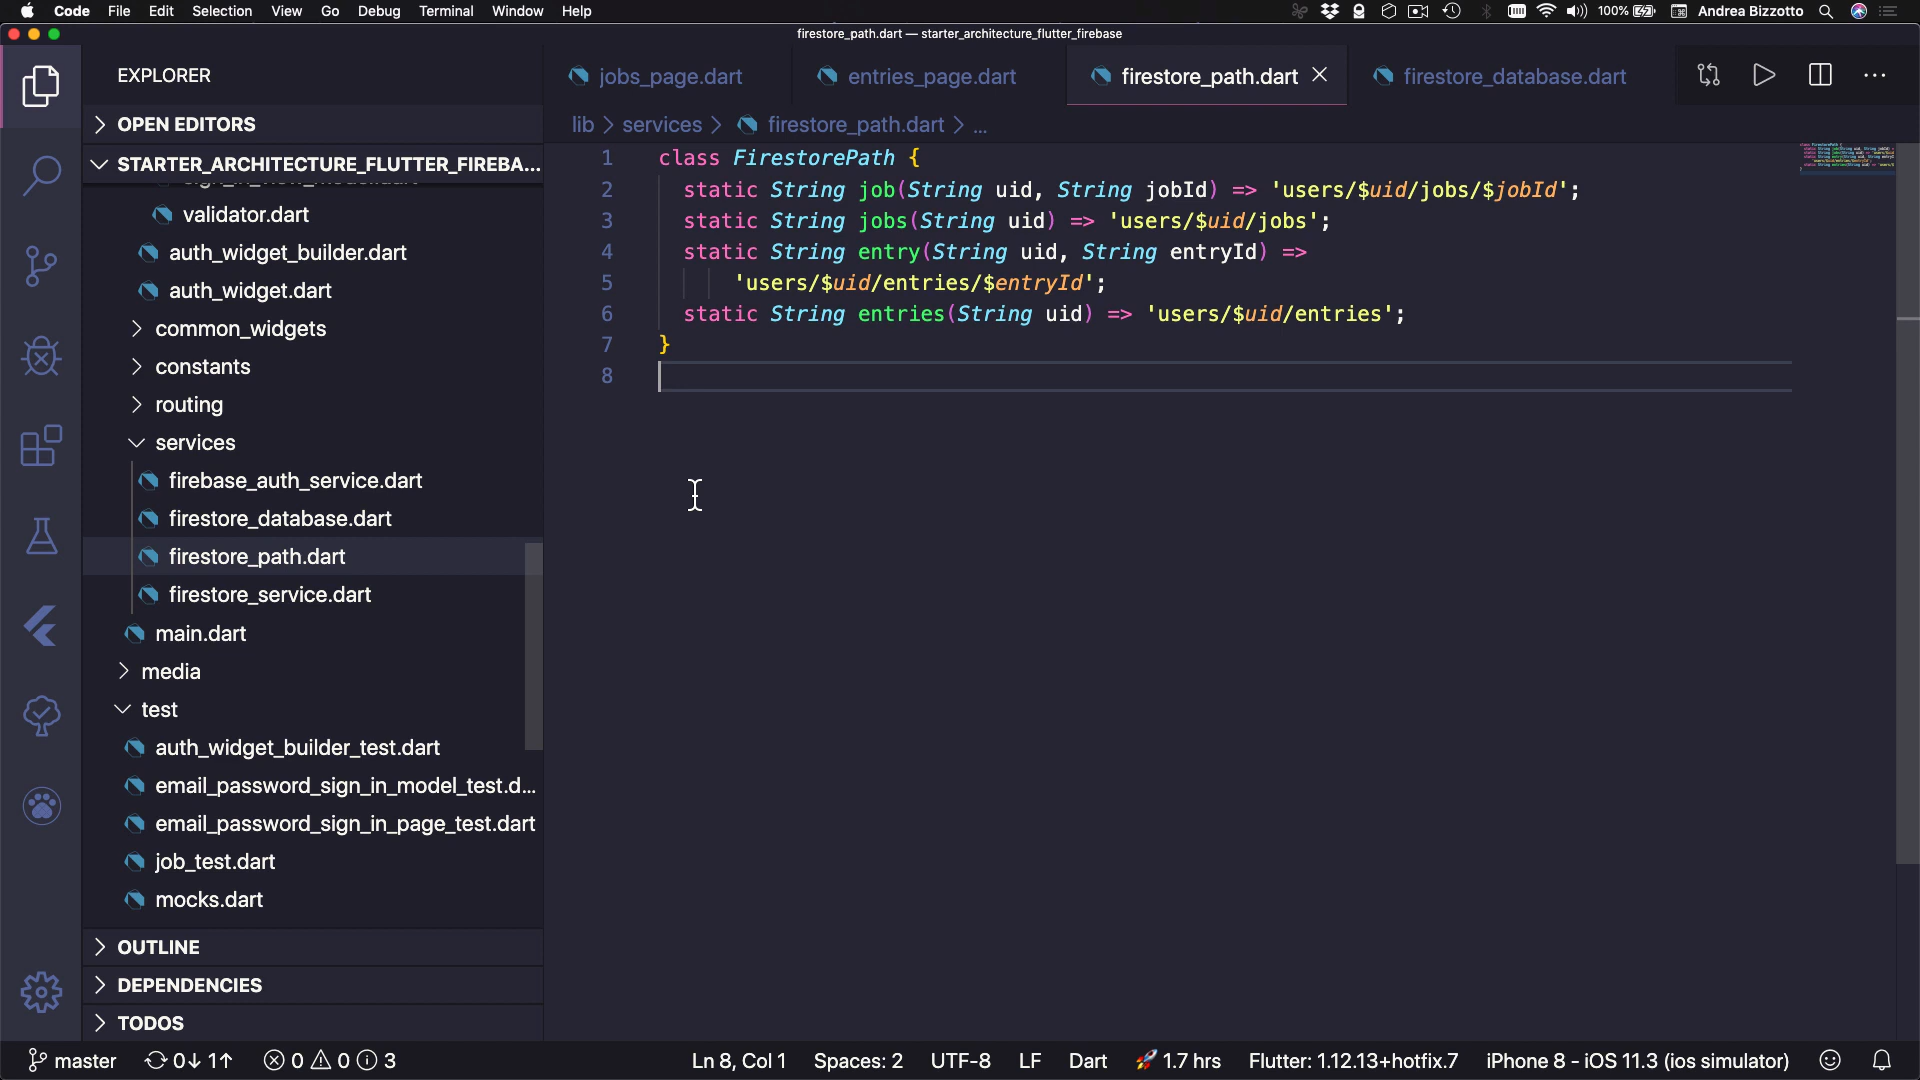 Code File Edit Selection View Go Debug Terminal Window Help 100% Andrea Bizzotto
firestore_path.dart — starter_architecture_flutter_firebase
EXPLORER
jobs_page.dart entries_page.dart firestore_path.dart firestore_database.dart
OPEN EDITORS
lib > services > firestore_path.dart > ...
STARTER_ARCHITECTURE_FLUTTER_FIREBA...
validator.dart
auth_widget_builder.dart
auth_widget.dart
common_widgets
constants
routing
services
firebase_auth_service.dart
firestore_database.dart
firestore_path.dart
firestore_service.dart
main.dart
media
test
auth_widget_builder_test.dart
email_password_sign_in_model_test.d...
email_password_sign_in_page_test.dart
job_test.dart
mocks.dart
OUTLINE
DEPENDENCIES
TODOS
1 class FirestorePath {
2 static String job(String uid, String jobId) => 'users/$uid/jobs/$jobId';
3 static String jobs(String uid) => 'users/$uid/jobs';
4 static String entry(String uid, String entryId) =>
5 'users/$uid/entries/$entryId';
6 static String entries(String uid) => 'users/$uid/entries';
7 }
8
master 0↓ 1↑ 0 0 3 Ln 8, Col 1 Spaces: 2 UTF-8 LF Dart 🚀 1.7 hrs Flutter: 1.12.13+hotfix.7 iPhone 8 - iOS 11.3 (ios simulator)